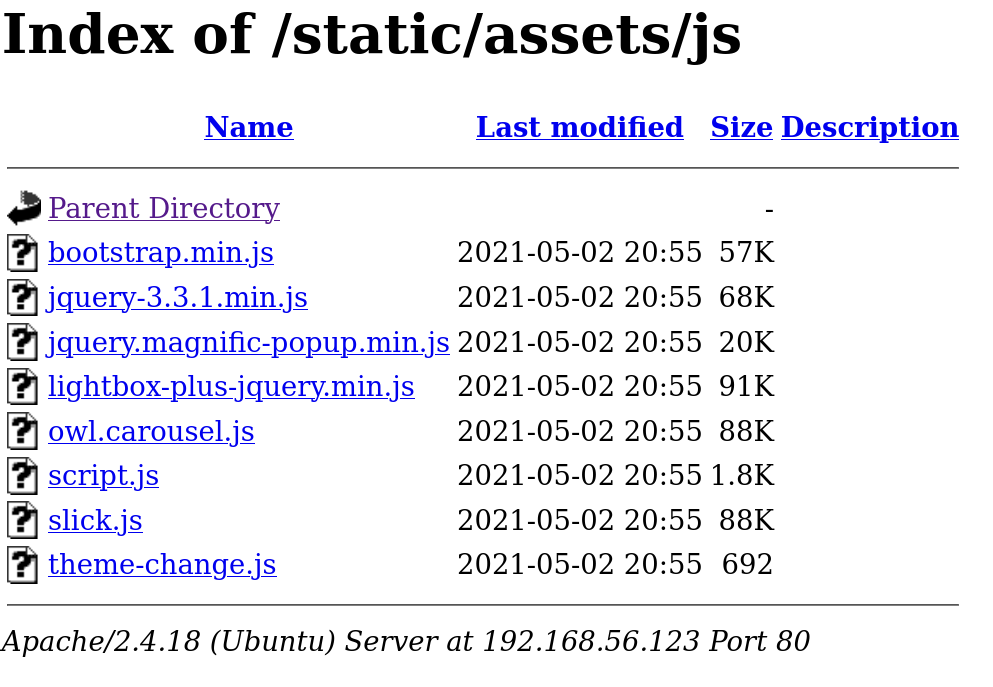 Index of /static/assets/js
Name Last modified Size Description
Parent Directory -
bootstrap.min.js 2021-05-02 20:55 57K
jquery-3.3.1.min.js 2021-05-02 20:55 68K
jquery.magnific-popup.min.js 2021-05-02 20:55 20K
lightbox-plus-jquery.min.js 2021-05-02 20:55 91K
owl.carousel.js 2021-05-02 20:55 88K
script.js 2021-05-02 20:55 1.8K
slick.js 2021-05-02 20:55 88K
theme-change.js 2021-05-02 20:55 692
Apache/2.4.18 (Ubuntu) Server at 192.168.56.123 Port 80